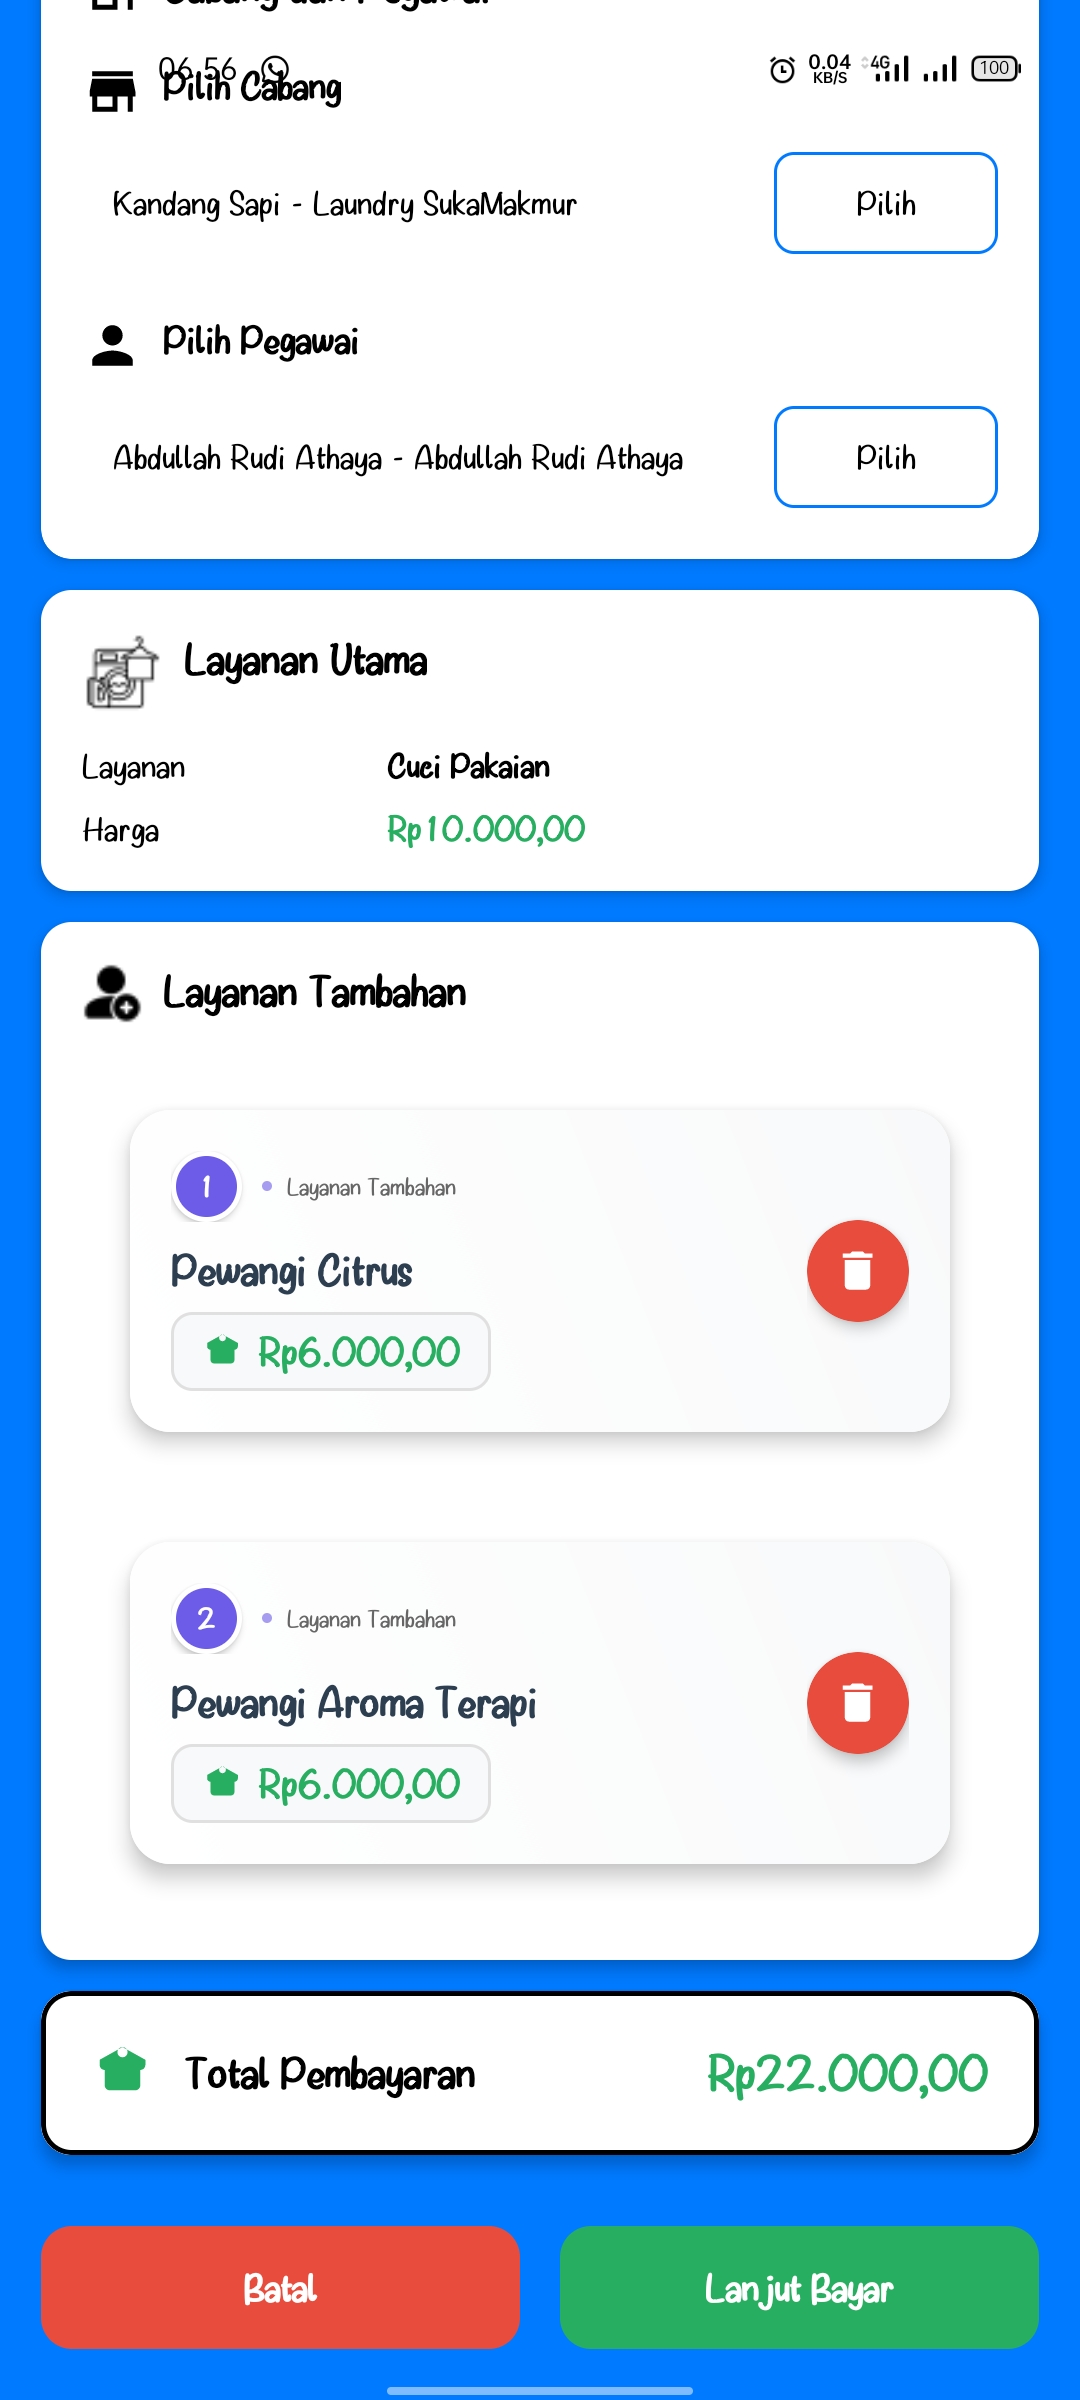 Cabang dan Pegawai
06.56
0.04
KB/S
4G
100
Pilih Cabang
Kandang Sapi - Laundry SukaMakmur
Pilih
Pilih Pegawai
Abdullah Rudi Athaya - Abdullah Rudi Athaya
Pilih
Layanan Utama
Layanan
Cuci Pakaian
Harga
Rp10.000,00
Layanan Tambahan
1
Layanan Tambahan
Pewangi Citrus
Rp6.000,00
2
Layanan Tambahan
Pewangi Aroma Terapi
Rp6.000,00
Total Pembayaran
Rp22.000,00
Batal
Lanjut Bayar